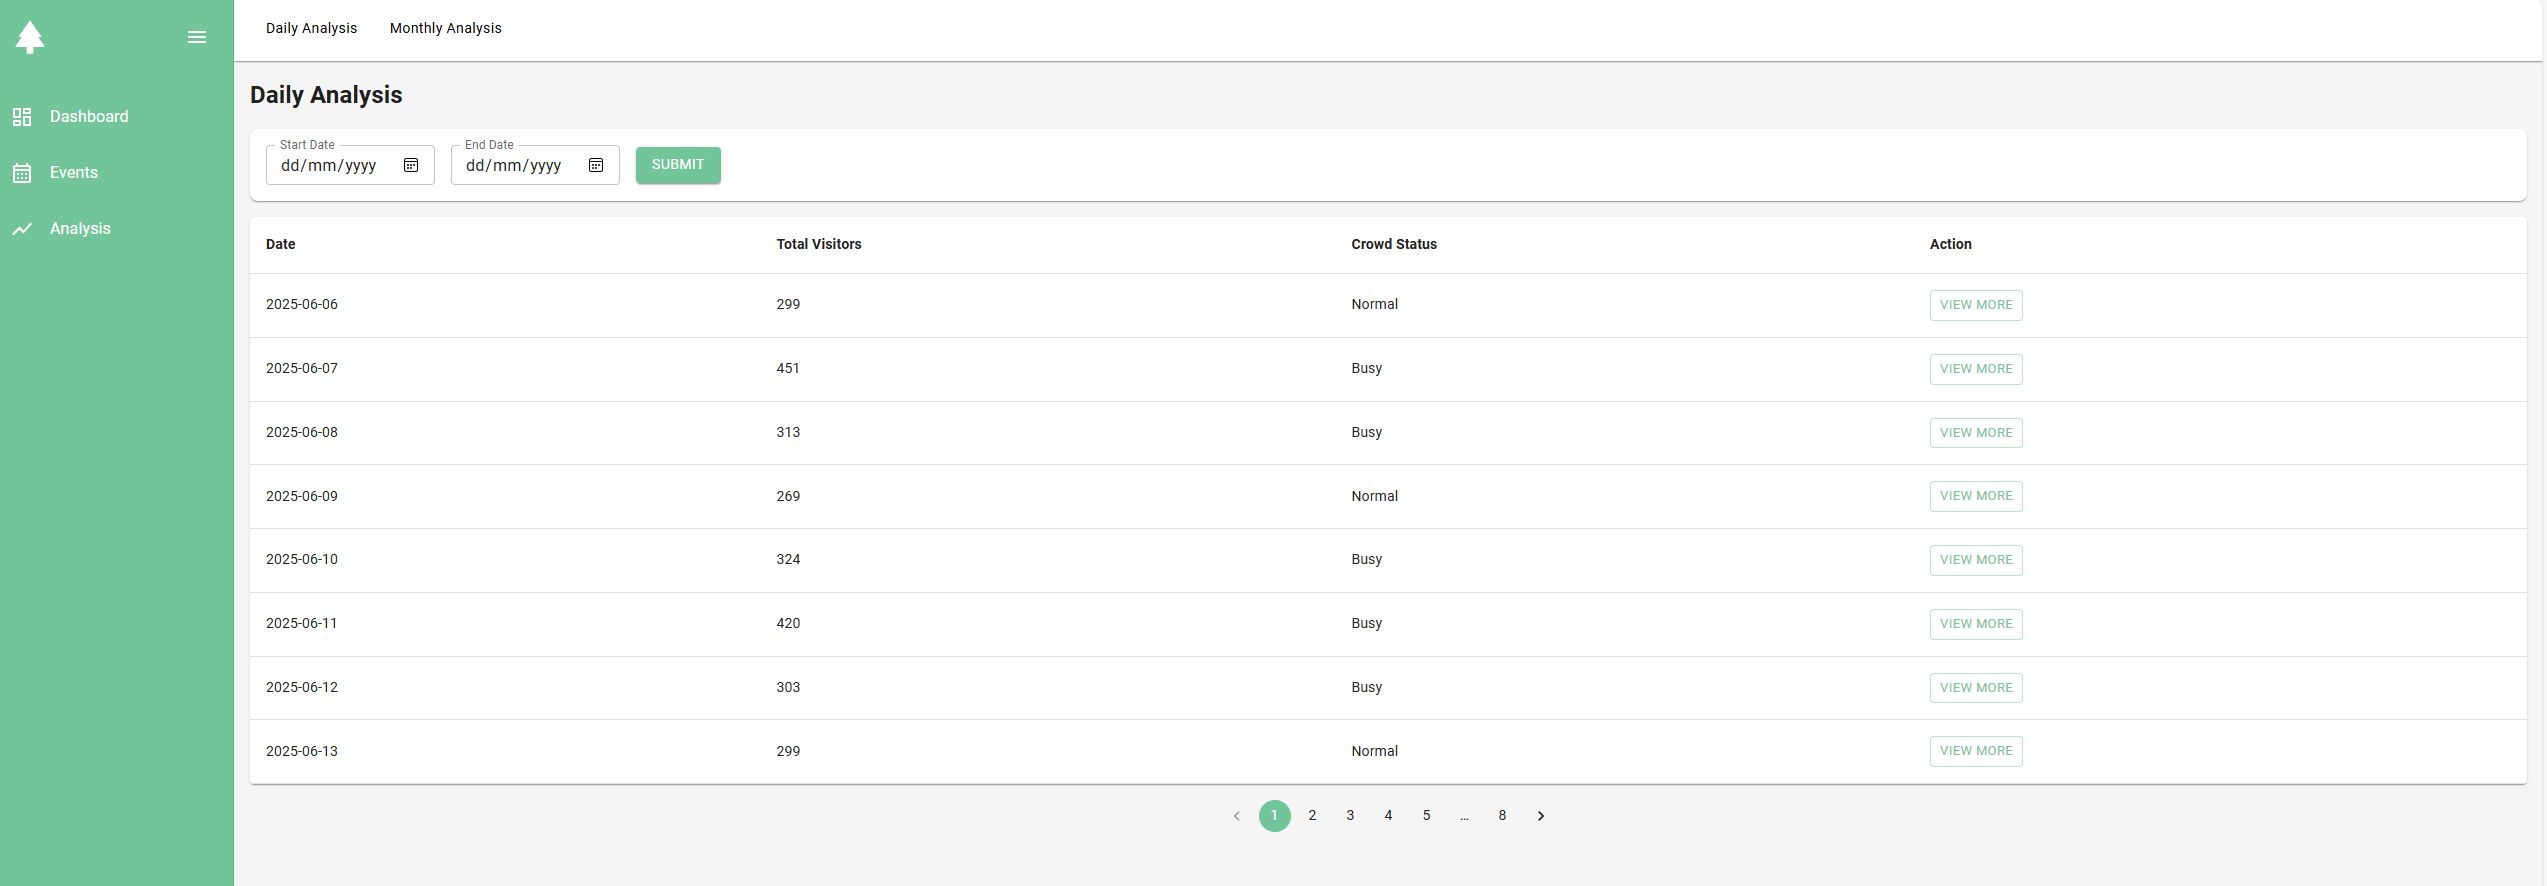 Daily Analysis Monthly Analysis
Dashboard
Events
Analysis
Daily Analysis
Start Date End Date
dd/mm/yyyy dd/mm/yyyy SUBMIT
Date Total Visitors Crowd Status Action
2025-06-06 299 Normal VIEW MORE
2025-06-07 451 Busy VIEW MORE
2025-06-08 313 Busy VIEW MORE
2025-06-09 269 Normal VIEW MORE
2025-06-10 324 Busy VIEW MORE
2025-06-11 420 Busy VIEW MORE
2025-06-12 303 Busy VIEW MORE
2025-06-13 299 Normal VIEW MORE
1 2 3 4 5 ... 8